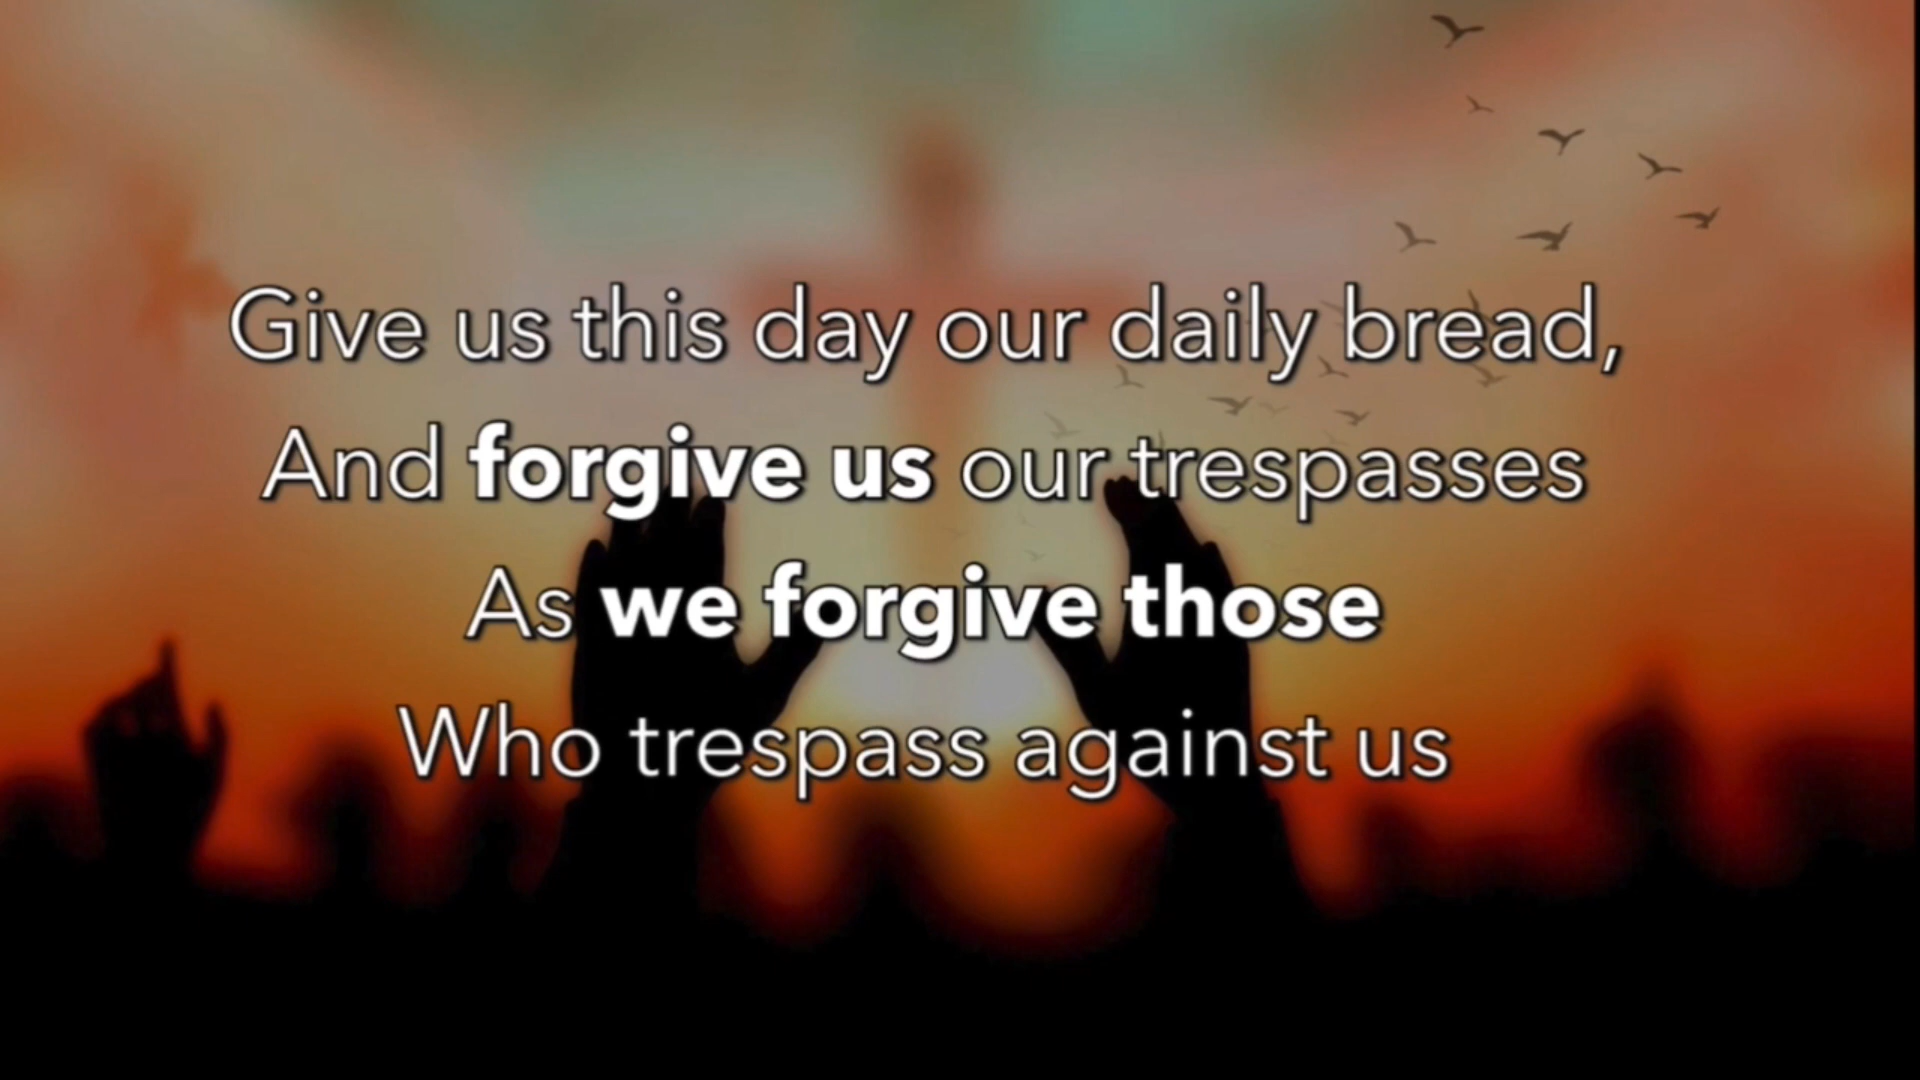 Give us this day our daily bread,
And forgive us our trespasses
As we forgive those
Who trespass against us